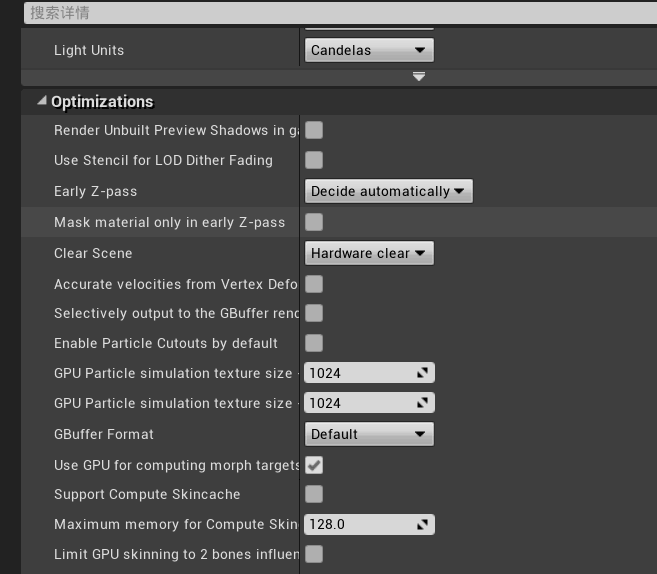 搜索详情
Light Units Candelas
Optimizations
Render Unbuilt Preview Shadows in ga
Use Stencil for LOD Dither Fading
Early Z-pass Decide automatically
Mask material only in early Z-pass
Clear Scene Hardware clear
Accurate velocities from Vertex Defo
Selectively output to the GBuffer rend
Enable Particle Cutouts by default
GPU Particle simulation texture size - 1024
GPU Particle simulation texture size - 1024
GBuffer Format Default
Use GPU for computing morph targets
Support Compute Skincache
Maximum memory for Compute Skin 128.0
Limit GPU skinning to 2 bones influen